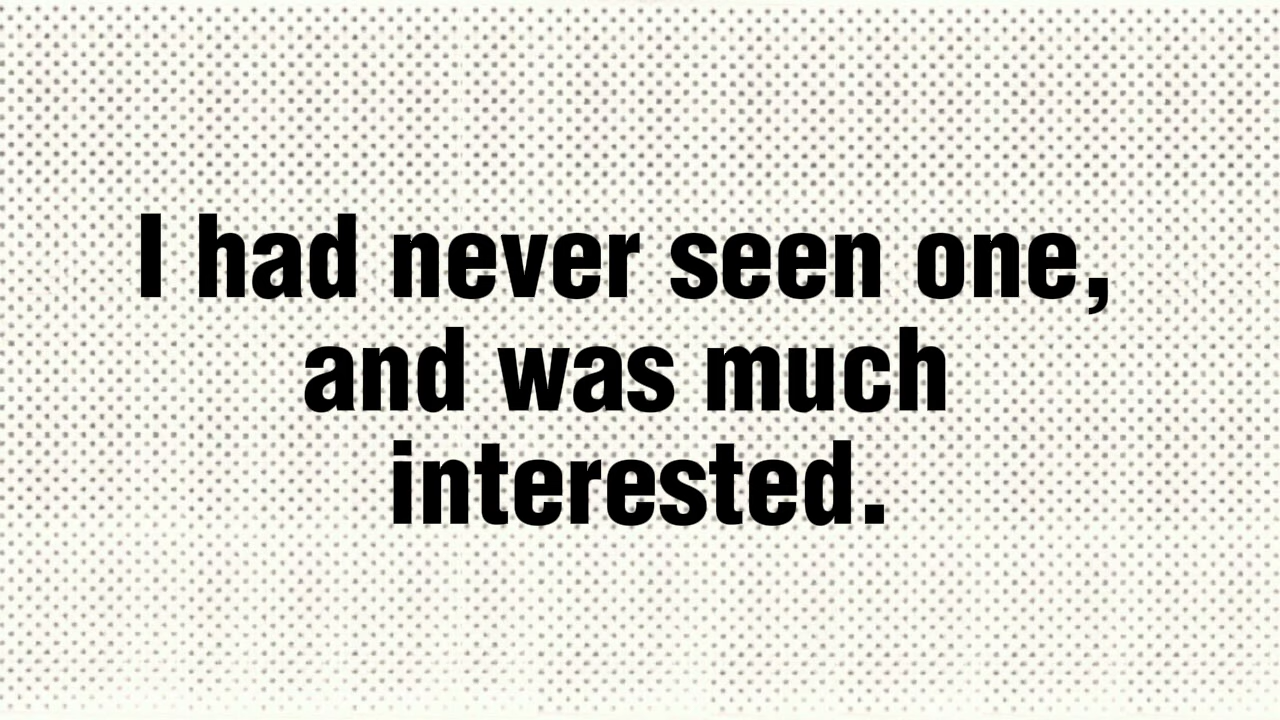 I had never seen one,
and was much
interested.